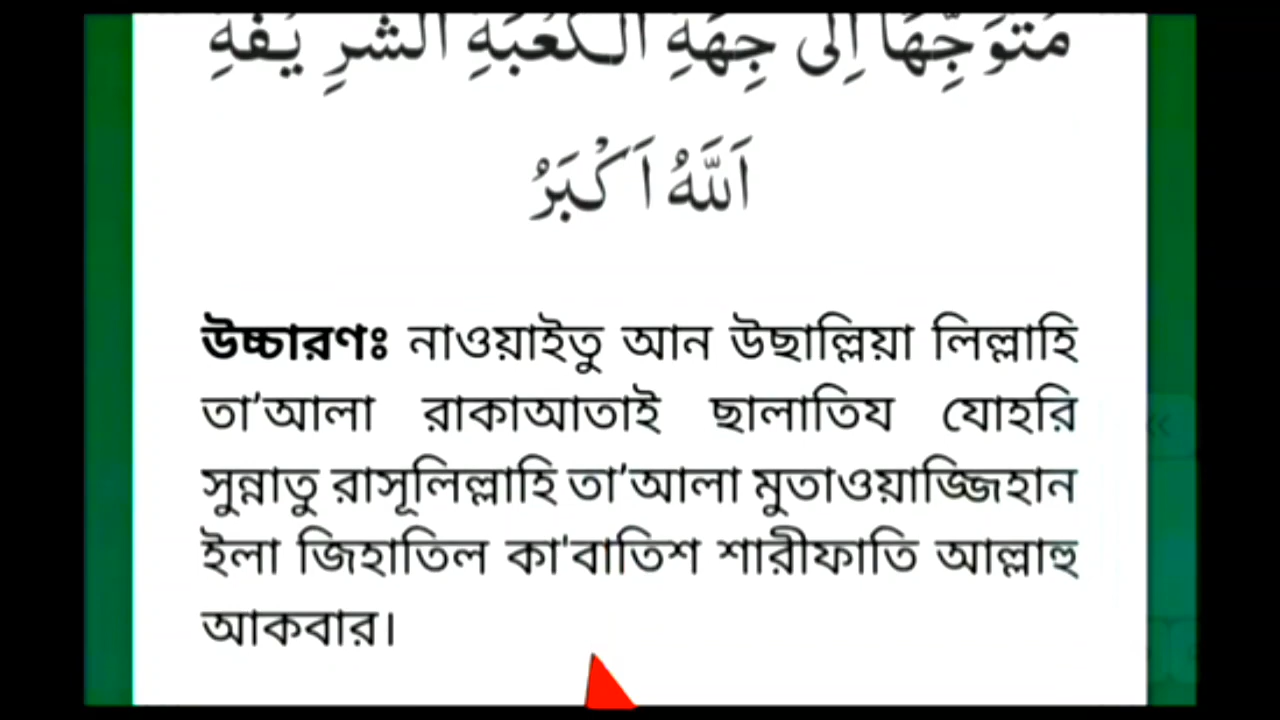 مُتَوَجِّهًا اِلٰى جِهَةِ الْكَعْبَةِ الشَّرِيْفَةِ
اَللّٰهُ اَكْبَرُ
উচ্চারণঃ নাওয়াইতু আন উছাল্লিয়া লিল্লাহি
তা'আলা রাকাআতাই ছালাতিয যোহরি
সুন্নাতু রাসূলিল্লাহি তা'আলা মুতাওয়াজ্জিহান
ইলা জিহাতিল কা'বাতিশ শারীফাতি আল্লাহু
আকবার।